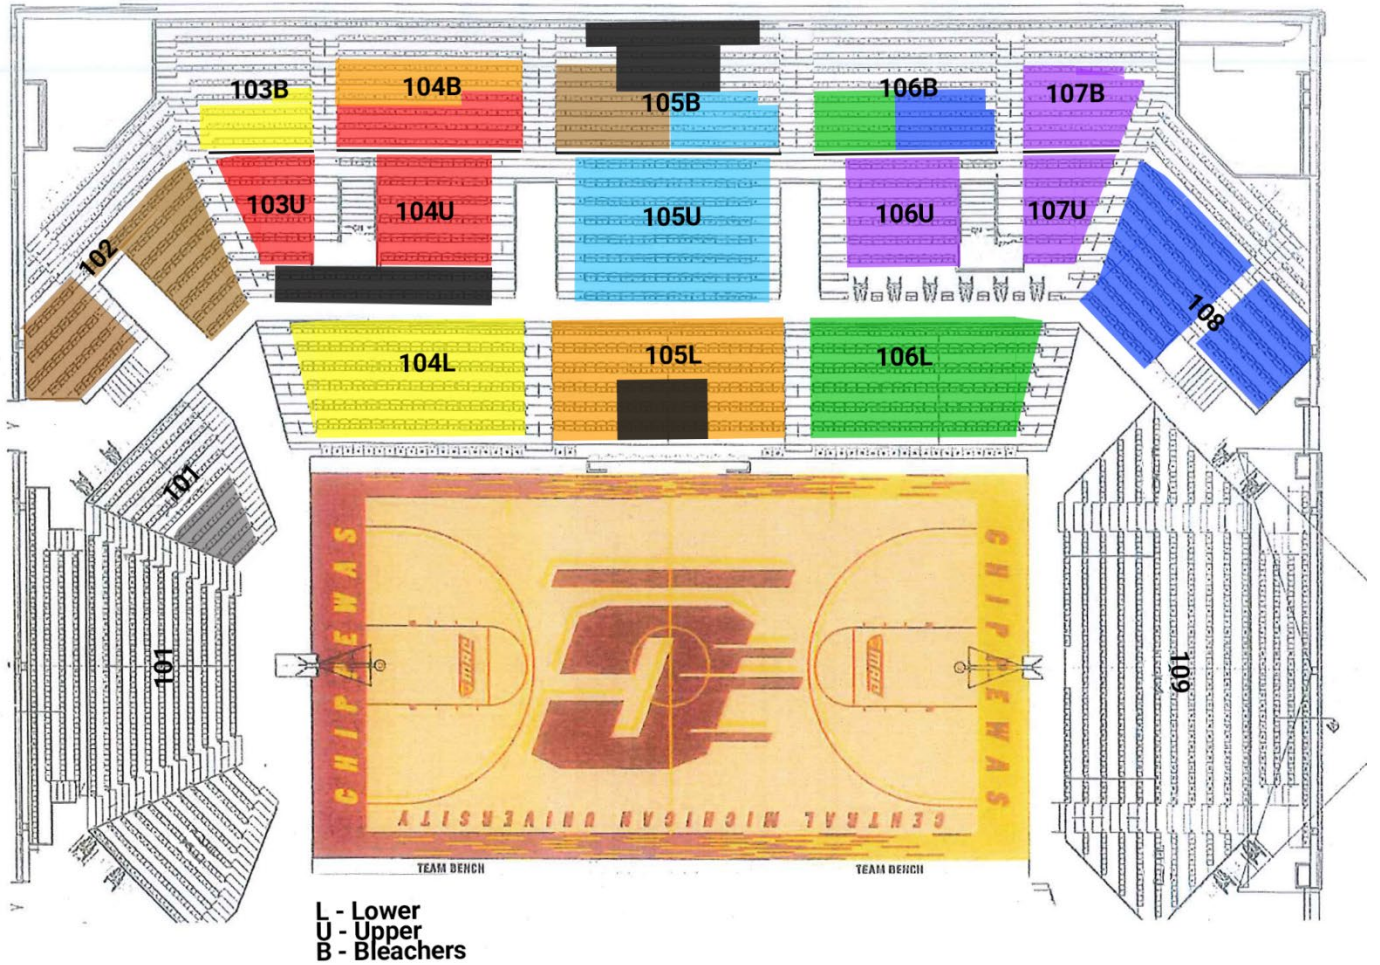 103B
104B
105B
106B
107B
102
103U
104U
105U
106U
107U
108
104L
105L
106L
101
101
109
CHIPPEWAS
CHIPPEWAS
CENTRAL MICHIGAN UNIVERSITY
TEAM BENCH
TEAM BENCH
L - Lower
U - Upper
B - Bleachers